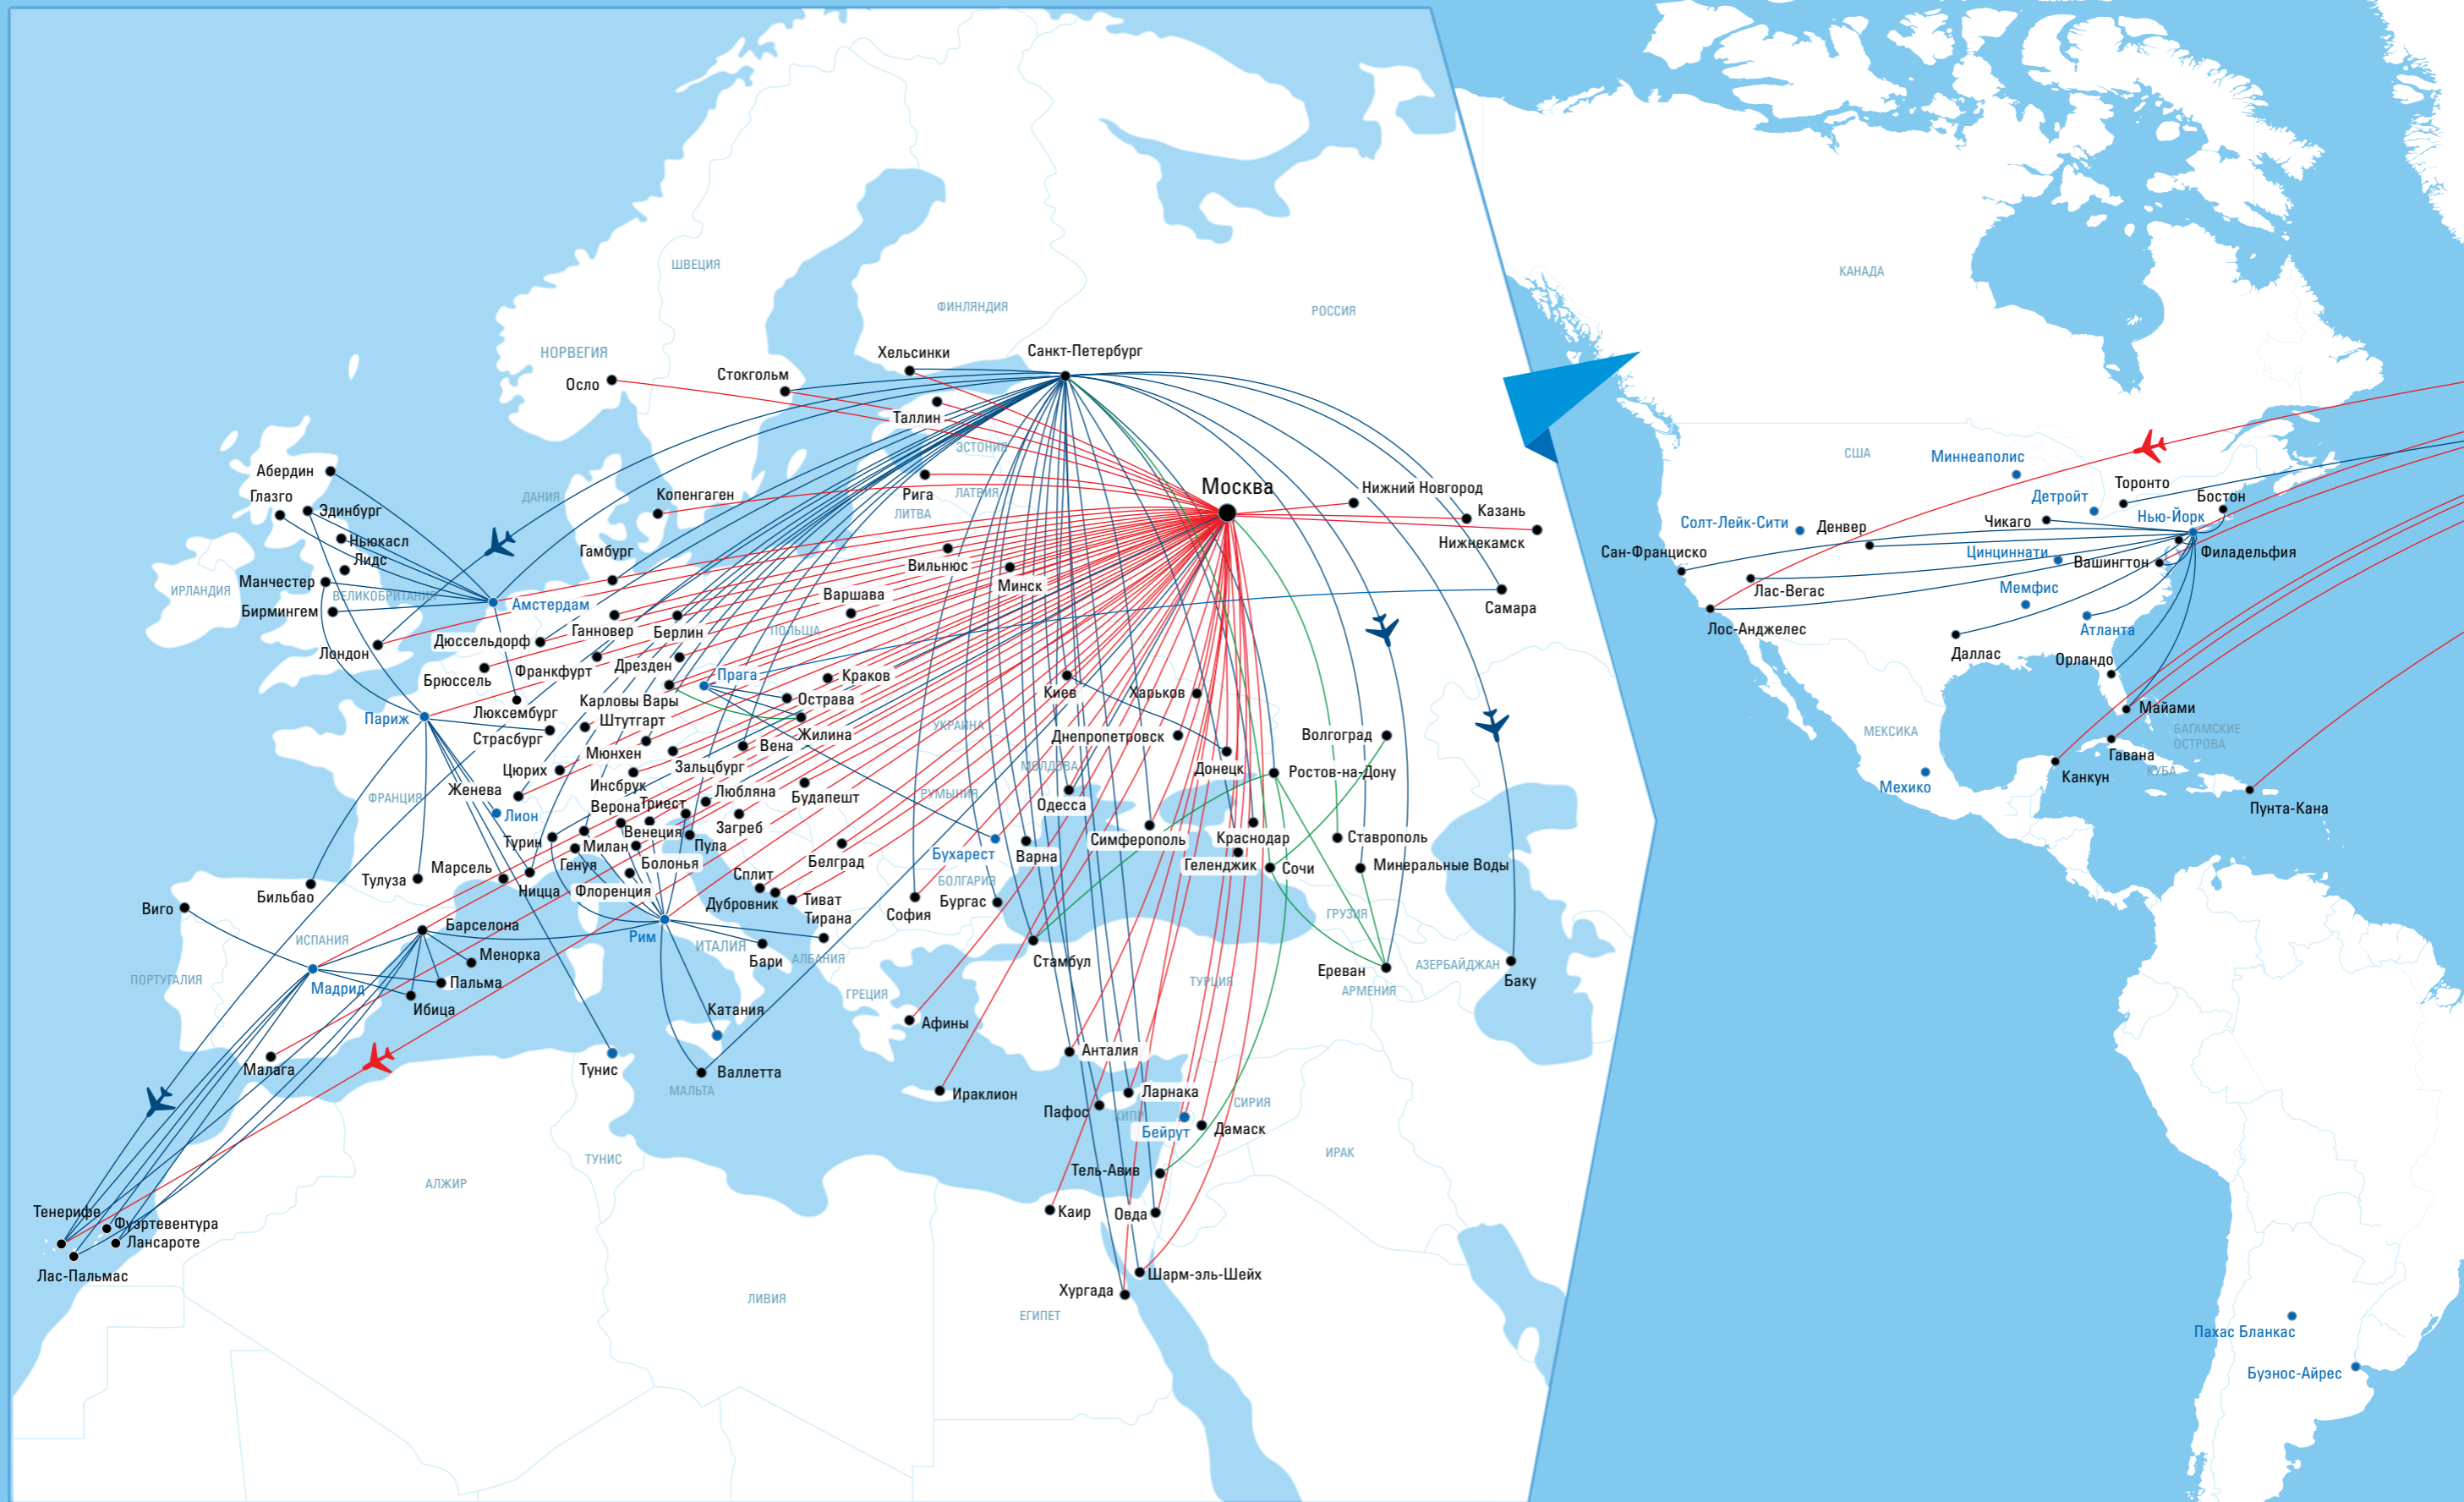 ШВЕЦИЯ
ФИНЛЯНДИЯ
РОССИЯ
НОРВЕГИЯ
Осло
Стокгольм
Хельсинки
Санкт-Петербург
Таллин
ЭСТОНИЯ
Абердин
Глазго
Эдинбург
Ньюкасл
Лидс
Манчестер
Бирмингем
ИРЛАНДИЯ
ВЕЛИКОБРИТАНИЯ
Лондон
ДАНИЯ
Копенгаген
Рига
ЛАТВИЯ
ЛИТВА
Москва
Нижний Новгород
Казань
Нижнекамск
Самара
Гамбург
Вильнюс
Минск
Варшава
ПОЛЬША
Амстердам
Дюссельдорф
Ганновер
Берлин
Брюссель
Франкфурт
Дрезден
Прага
Краков
Острава
Киев
Харьков
Карловы Вары
Люксембург
Штутгарт
Париж
Страсбург
Жилина
УКРАИНА
Днепропетровск
Волгоград
Мюнхен
Вена
Цюрих
Зальцбург
МОЛДОВА
Донецк
Ростов-на-Дону
Женева
Инсбрук
Любляна
Будапешт
РУМЫНИЯ
ФРАНЦИЯ
Лион
Верона
Триест
Одесса
Венеция
Загреб
Турин
Милан
Пула
Симферополь
Краснодар
Ставрополь
Генуя
Болонья
Белград
Бухарест
Варна
Геленджик
Сочи
Минеральные Воды
Марсель
Тулуза
Бильбао
Ницца
Флоренция
Сплит
БОЛГАРИЯ
Дубровник
Тиват
Тирана
София
Бургас
ГРУЗИЯ
Виго
Барселона
Рим
ИТАЛИЯ
Бари
АЛБАНИЯ
ИСПАНИЯ
Менорка
Стамбул
Ереван
АЗЕРБАЙДЖАН
Баку
ПОРТУГАЛИЯ
Мадрид
Пальма
Ибица
ГРЕЦИЯ
ТУРЦИЯ
АРМЕНИЯ
Катания
Афины
Малага
Тунис
Валлетта
МАЛЬТА
Анталия
Ираклион
Ларнака
Пафос
КИПР
СИРИЯ
Бейрут
Дамаск
ТУНИС
Тель-Авив
ИРАК
АЛЖИР
Тенерифе
Фуэртевентура
Лансароте
Лас-Пальмас
Каир
Овда
Шарм-эль-Шейх
Хургада
ЛИВИЯ
ЕГИПЕТ
КАНАДА
США
Миннеаполис
Детройт
Торонто
Бостон
Нью-Йорк
Солт-Лейк-Сити
Денвер
Чикаго
Сан-Франциско
Цинциннати
Вашингтон
Филадельфия
Лас-Вегас
Мемфис
Лос-Анджелес
Атланта
Даллас
Орландо
Майами
МЕКСИКА
БАГАМСКИЕ
ОСТРОВА
Гавана
КУБА
Канкун
Мехико
Пунта-Кана
Пахас Бланкас
Буэнос-Айрес